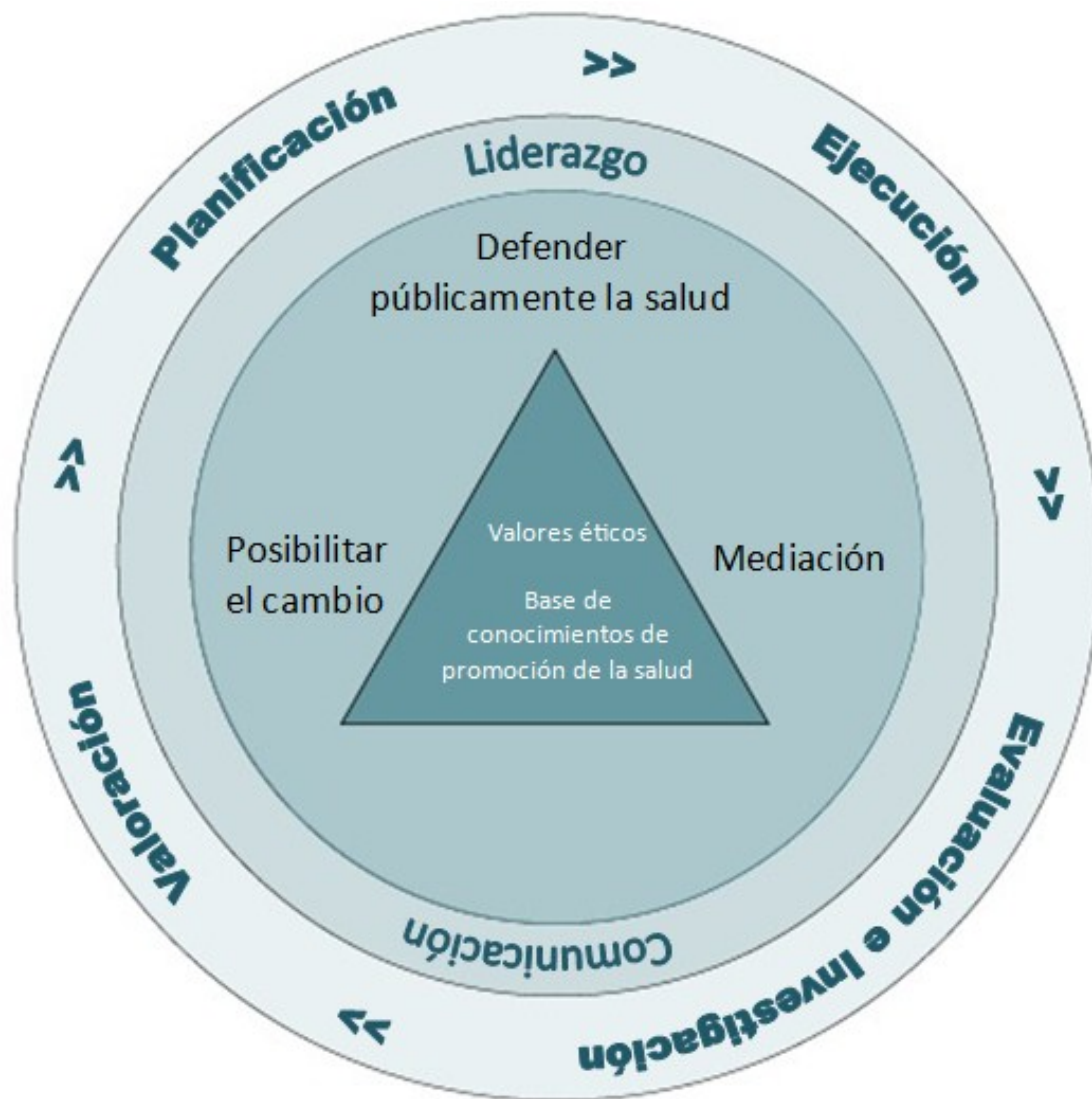 >>
Planificación
Ejecución
Liderazgo
Defender
públicamente la salud
>>
>>
Valores éticos
Posibilitar
el cambio
Mediación
Base de
conocimientos de
promoción de la salud
Valoración
Evaluación e Investigación
Comunicación
>>